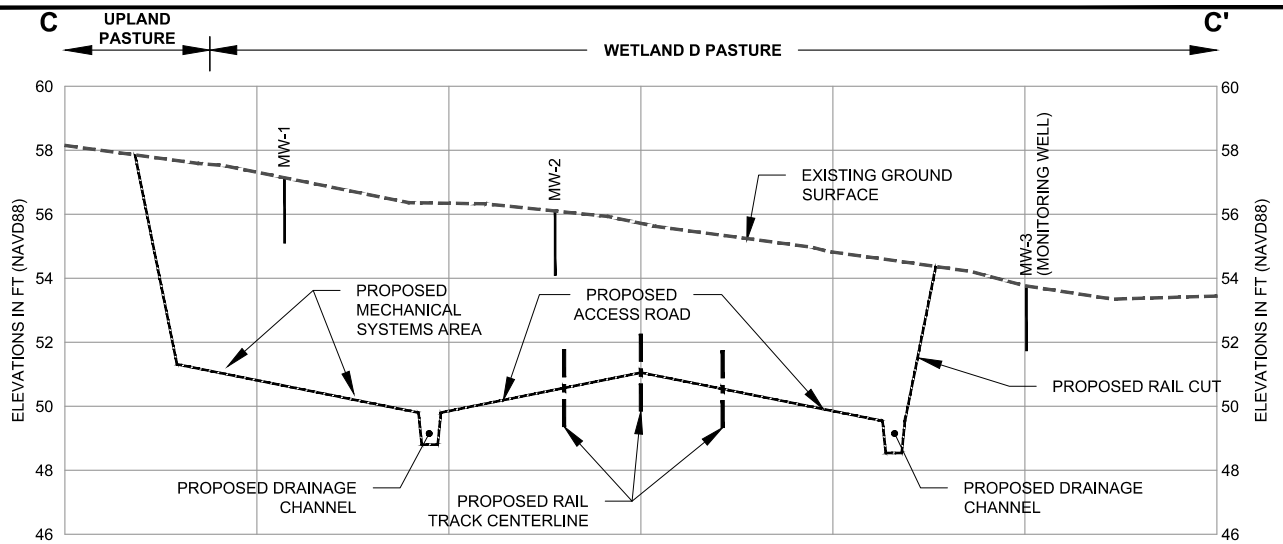 C
UPLAND
PASTURE
WETLAND D PASTURE
C'
60
58
56
54
52
50
48
46
ELEVATIONS IN FT (NAVD88)
MW-1
MW-2
EXISTING GROUND
SURFACE
MW-3
(MONITORING WELL)
PROPOSED
MECHANICAL
SYSTEMS AREA
PROPOSED
ACCESS ROAD
PROPOSED RAIL CUT
PROPOSED DRAINAGE
CHANNEL
PROPOSED RAIL
TRACK CENTERLINE
PROPOSED DRAINAGE
CHANNEL
60
58
56
54
52
50
48
46
ELEVATIONS IN FT (NAVD88)